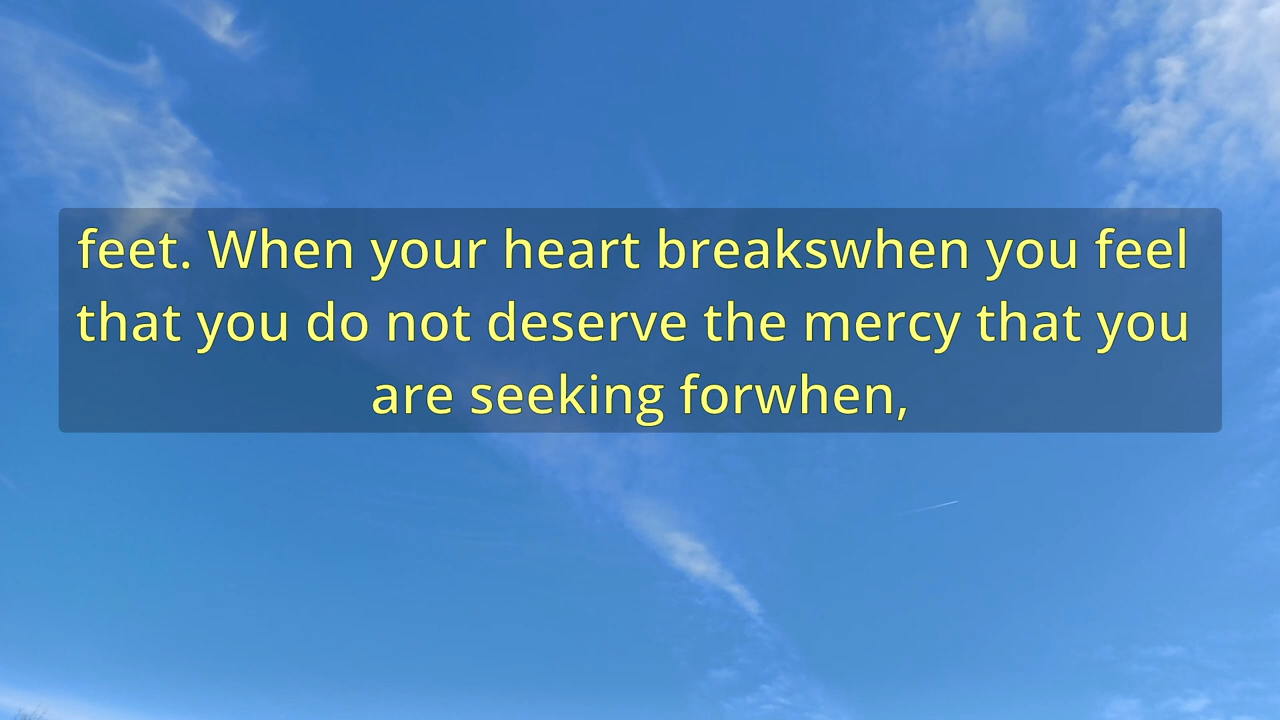 feet. When your heart breakswhen you feel
that you do not deserve the mercy that you
are seeking forwhen,